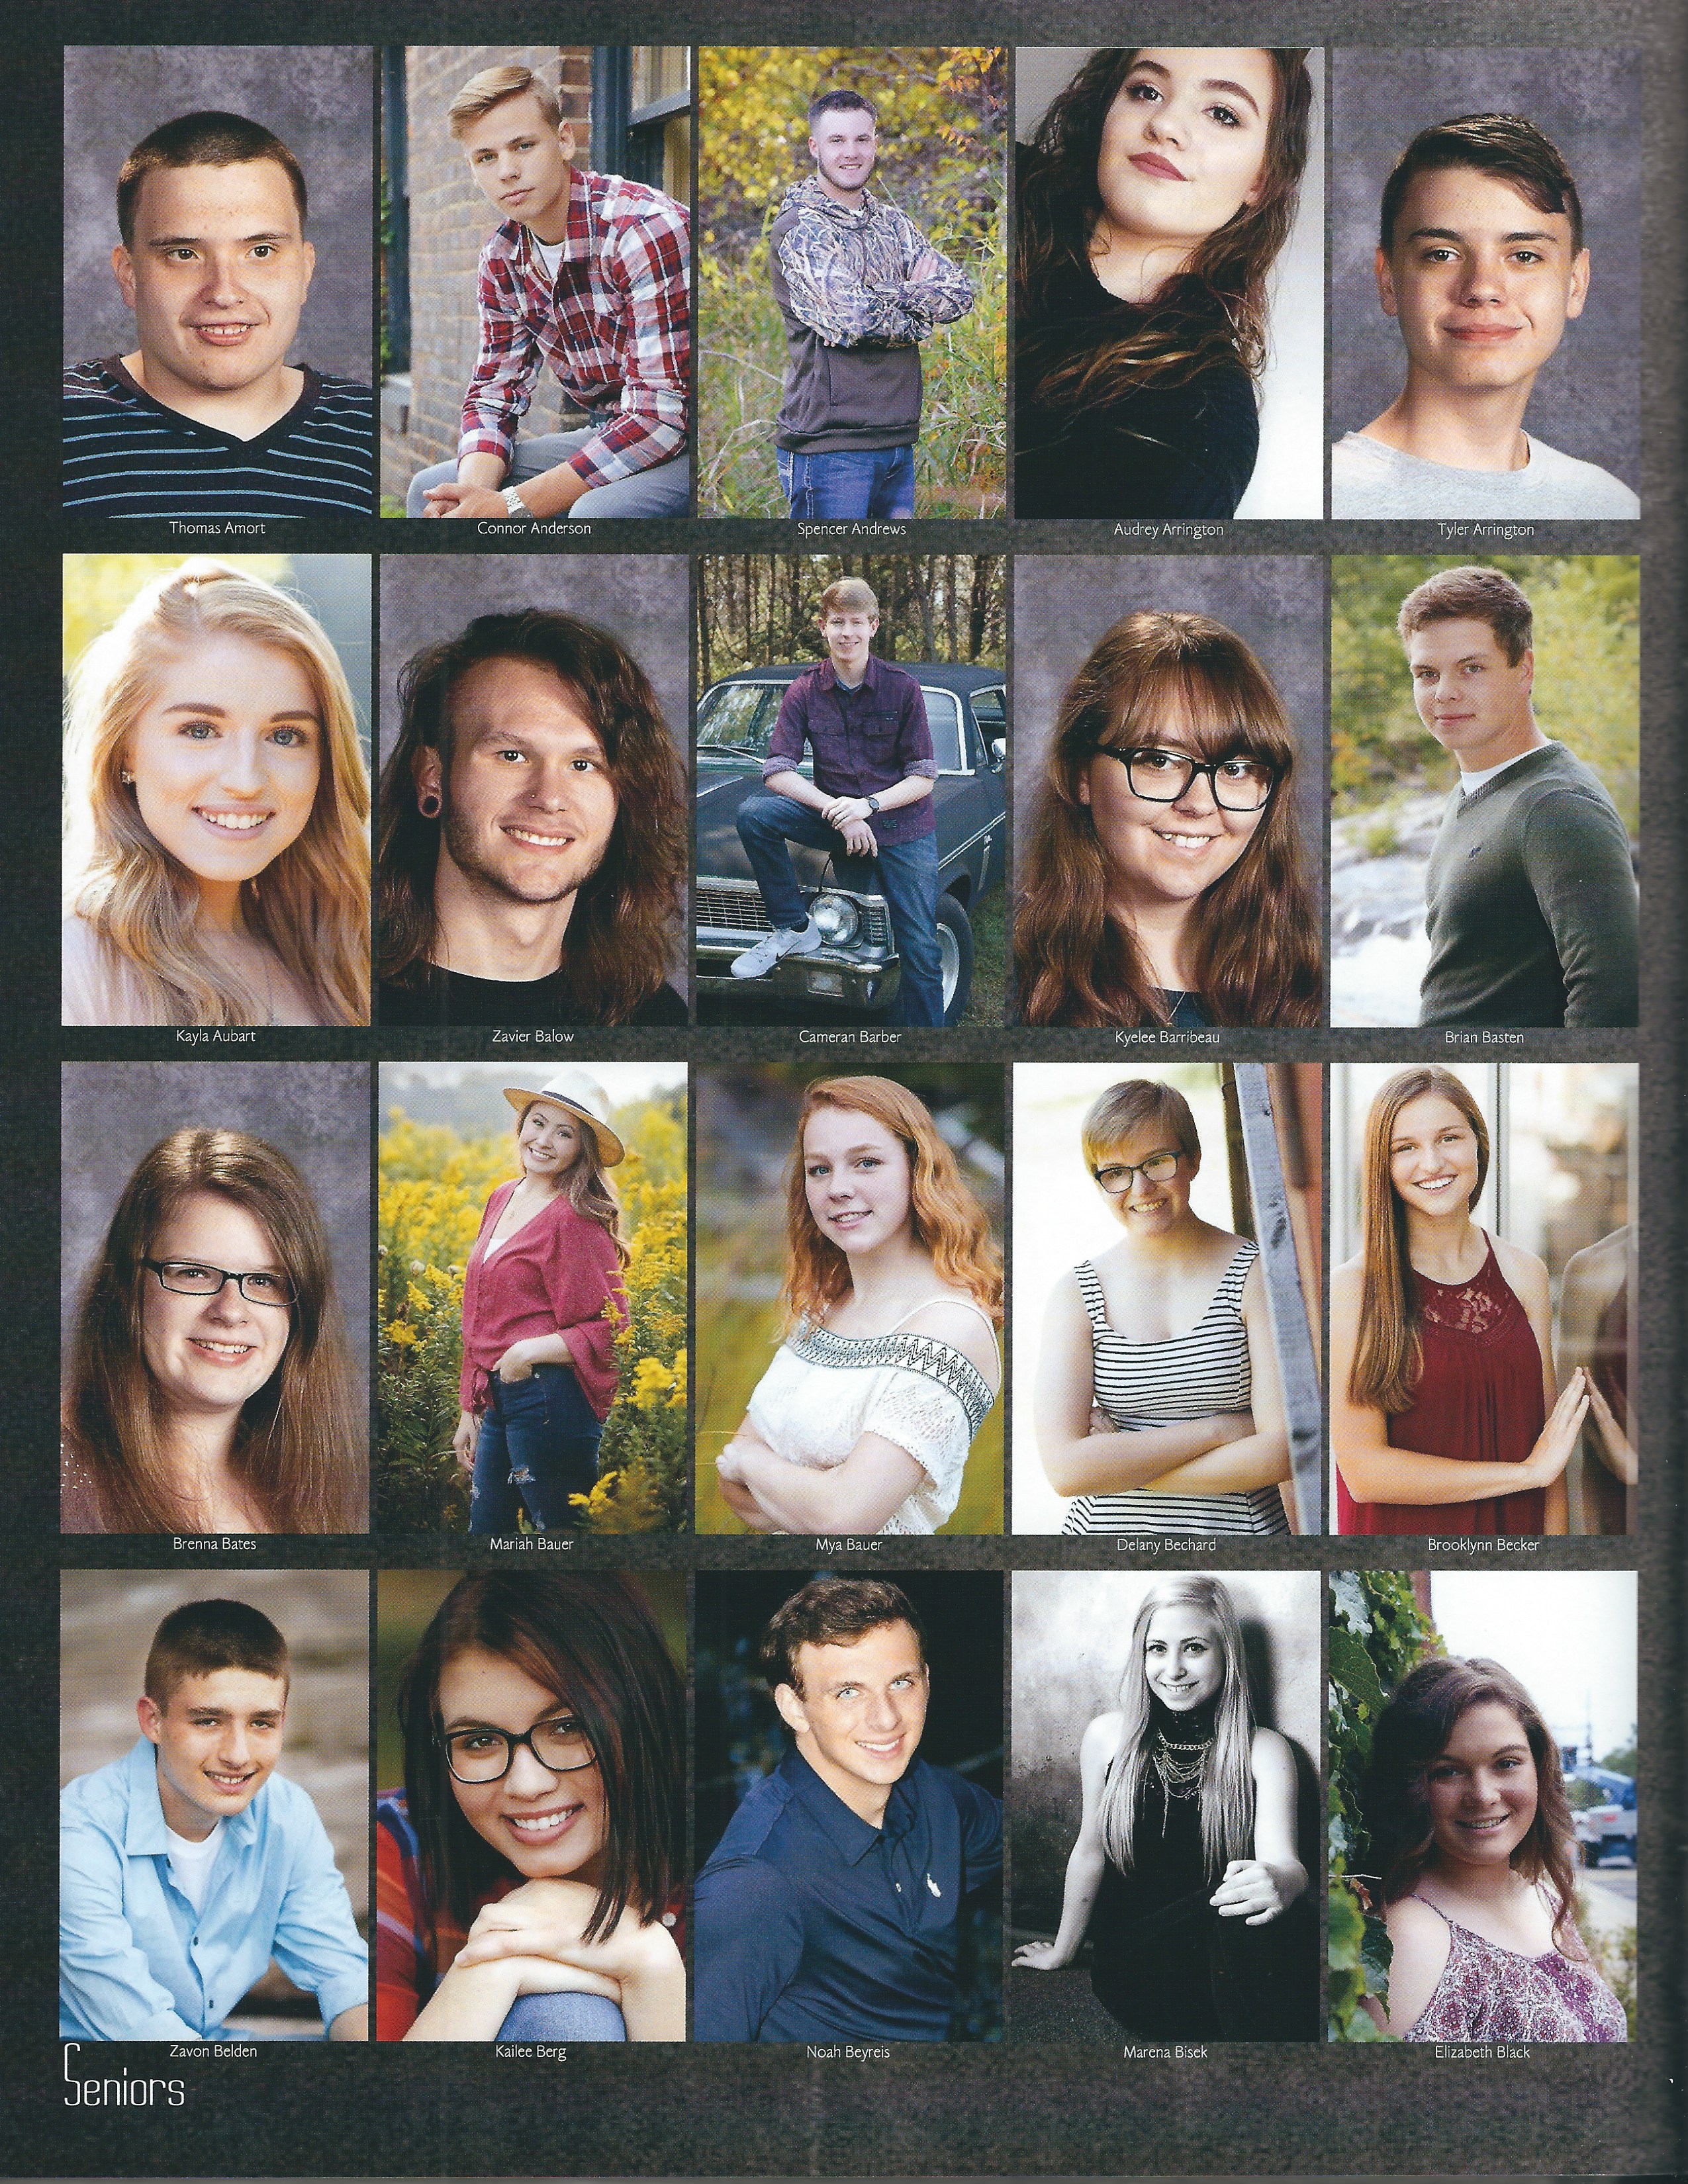 Thomas Amort
Connor Anderson
Spencer Andrews
Audrey Arrington
Tyler Arrington
Kayla Aubart
Zavier Balow
Cameran Barber
Kyelee Barribeau
Brian Basten
Brenna Bates
Mariah Bauer
Mya Bauer
Delany Bechard
Brooklynn Becker
Zavon Belden
Kailee Berg
Noah Beyreis
Marena Bisek
Elizabeth Black
Seniors